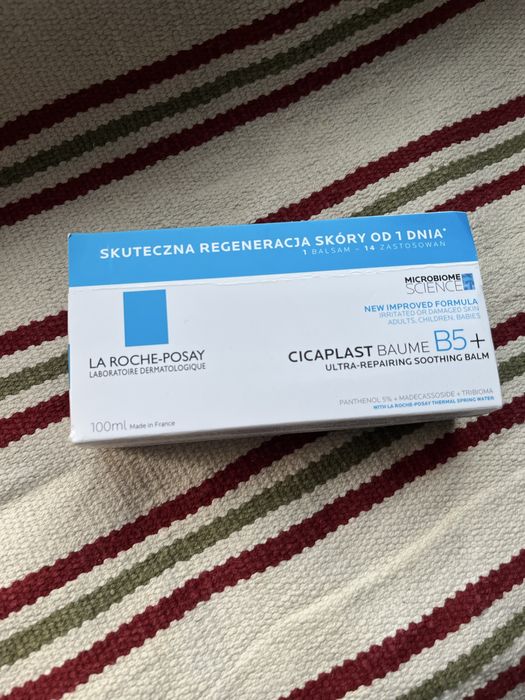 SKUTECZNA REGENERACJA SKÓRY OD 1 DNIA*
1 BALSAM – 14 ZASTOSOWAŃ
MICROBIOME
SCIENCE
NEW IMPROVED FORMULA
IRRITATED OR DAMAGED SKIN
ADULTS, CHILDREN, BABIES
LA ROCHE-POSAY
LABORATOIRE DERMATOLOGIQUE
CICAPLAST BAUME B5+
ULTRA-REPAIRING SOOTHING BALM
PANTHENOL 5% + MADECASSOSIDE + TRIBIOMA
WITH LA ROCHE-POSAY THERMAL SPRING WATER
100ml Made in France